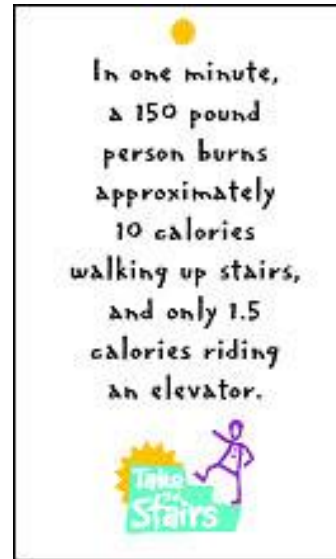 In one minute,
a 150 pound
person burns
approximately
10 calories
walking up stairs,
and only 1.5
calories riding
an elevator.
Take
the
Stairs